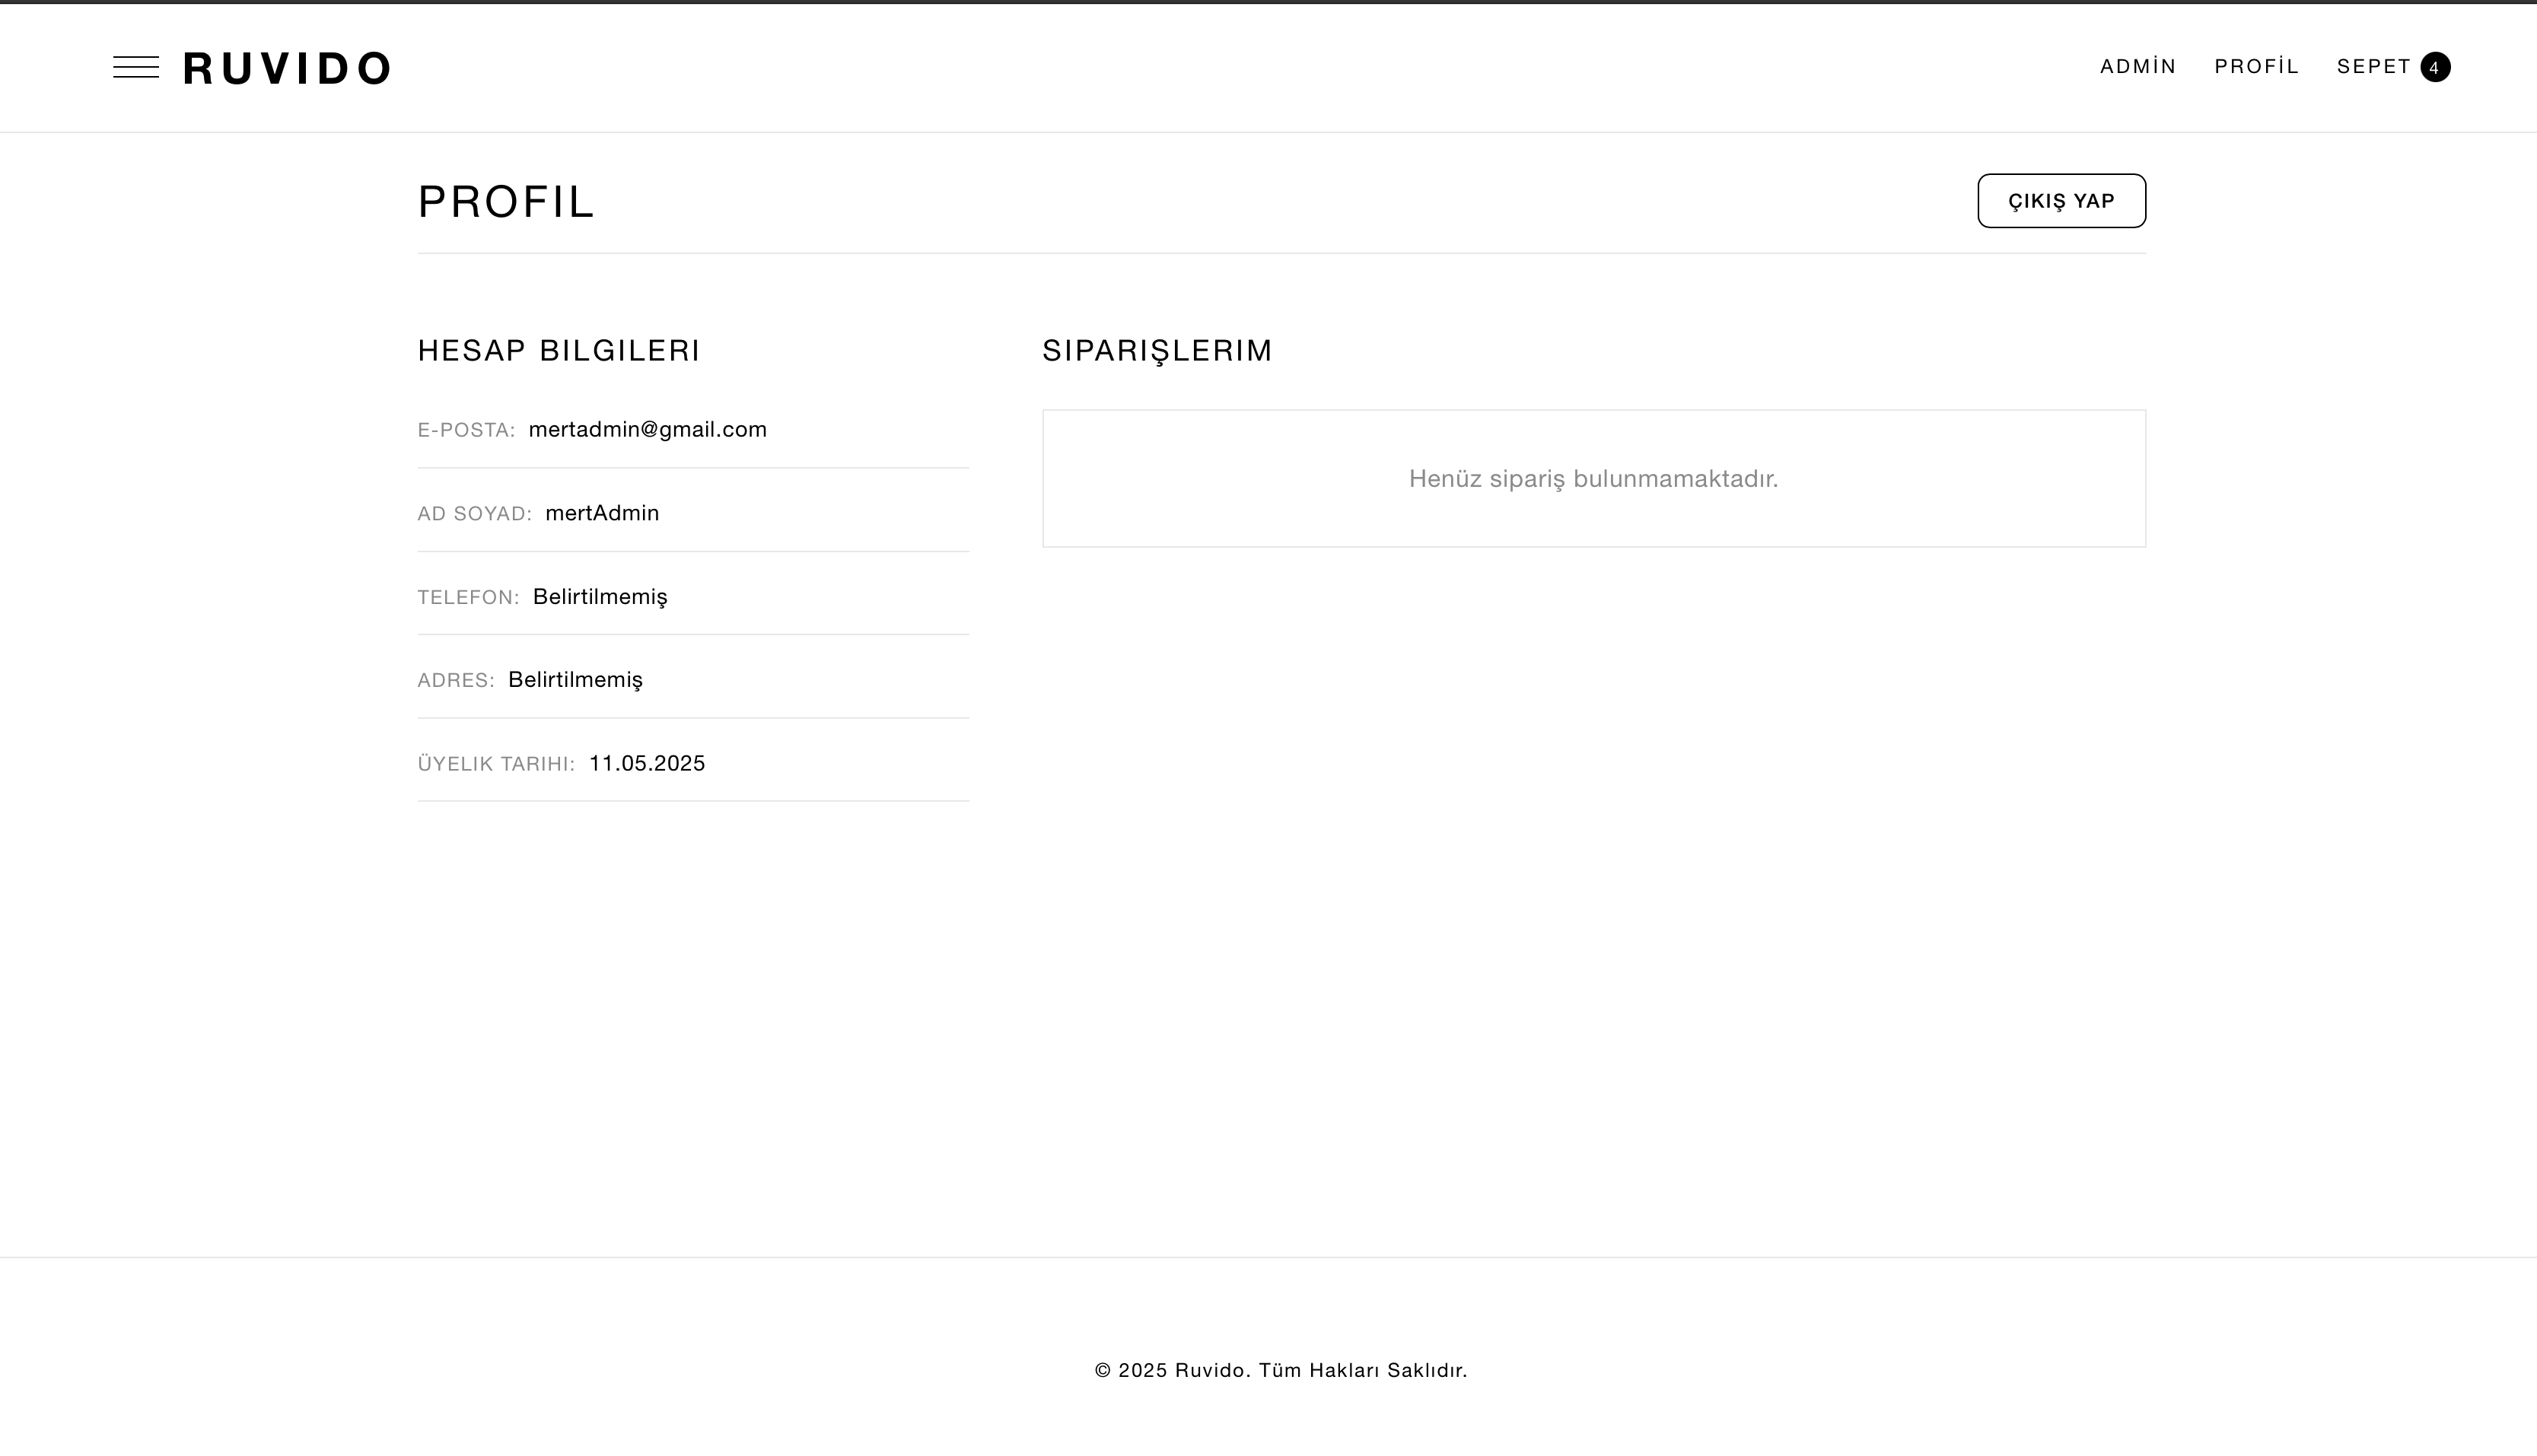 RUVIDO
ADMİN PROFİL SEPET 4
PROFIL
ÇIKIŞ YAP
HESAP BILGILERI
E-POSTA: mertadmin@gmail.com
AD SOYAD: mertAdmin
TELEFON: Belirtilmemiş
ADRES: Belirtilmemiş
ÜYELIK TARIHI: 11.05.2025
SIPARIŞLERIM
Henüz sipariş bulunmamaktadır.
© 2025 Ruvido. Tüm Hakları Saklıdır.